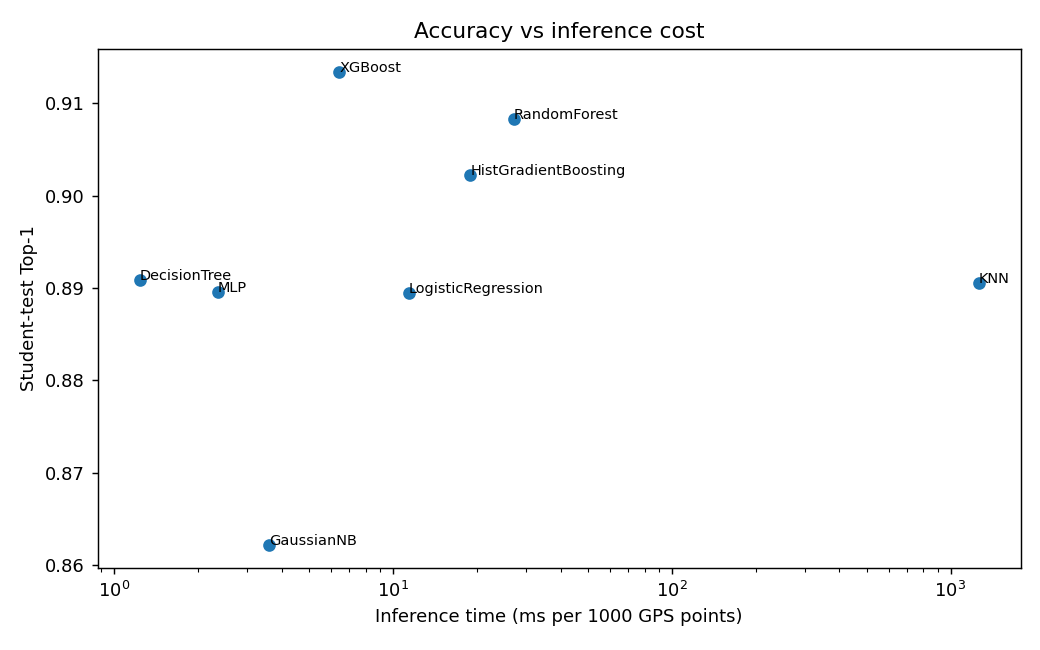 Accuracy vs inference cost
XGBoost
RandomForest
HistGradientBoosting
DecisionTree
MLP
LogisticRegression
KNN
GaussianNB
0.91
0.90
0.89
0.88
0.87
0.86
Student-test Top-1
10⁰
10¹
10²
10³
Inference time (ms per 1000 GPS points)